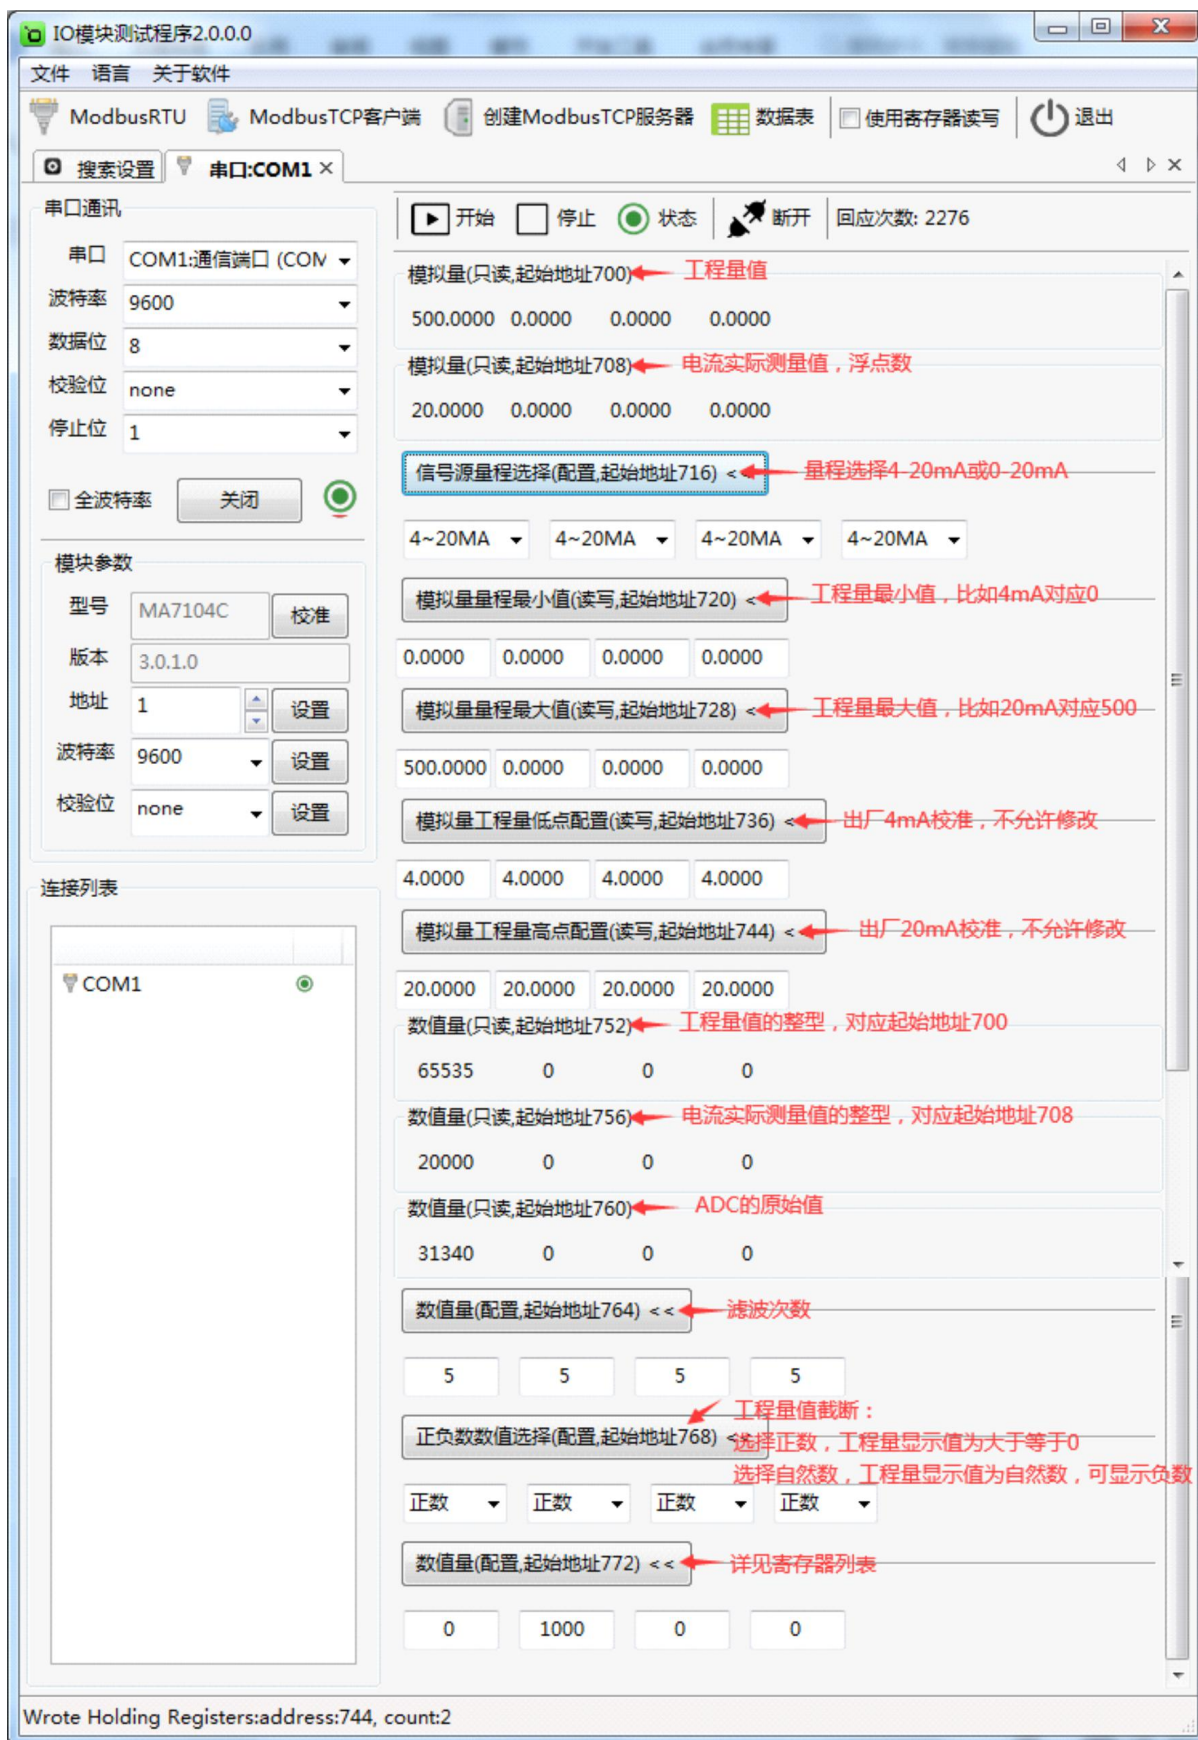 IO模块测试程序2.0.0.0
文件 语言 关于软件
ModbusRTU ModbusTCP客户端 创建ModbusTCP服务器 数据表 使用寄存器读写 退出
搜索设置 串口:COM1
串口通讯
串口 COM1:通信端口 (COM
波特率 9600
数据位 8
校验位 none
停止位 1
全波特率 关闭
模块参数
型号 MA7104C 校准
版本 3.0.1.0
地址 1 设置
波特率 9600 设置
校验位 none 设置
连接列表
COM1
开始 停止 状态 断开 回应次数: 2276
模拟量(只读,起始地址700) 工程量值
500.0000 0.0000 0.0000 0.0000
模拟量(只读,起始地址708) 电流实际测量值，浮点数
20.0000 0.0000 0.0000 0.0000
信号源量程选择(配置,起始地址716) << 量程选择4-20mA或0-20mA
4~20MA 4~20MA 4~20MA 4~20MA
模拟量量程最小值(读写,起始地址720) < 工程量最小值，比如4mA对应0
0.0000 0.0000 0.0000 0.0000
模拟量量程最大值(读写,起始地址728) < 工程量最大值，比如20mA对应500
500.0000 0.0000 0.0000 0.0000
模拟量工程量低点配置(读写,起始地址736) < 出厂4mA校准，不允许修改
4.0000 4.0000 4.0000 4.0000
模拟量工程量高点配置(读写,起始地址744) < 出厂20mA校准，不允许修改
20.0000 20.0000 20.0000 20.0000
数值量(只读,起始地址752) 工程量值的整型，对应起始地址700
65535 0 0 0
数值量(只读,起始地址756) 电流实际测量值的整型，对应起始地址708
20000 0 0 0
数值量(只读,起始地址760) ADC的原始值
31340 0 0 0
数值量(配置,起始地址764) << 滤波次数
5 5 5 5
工程量值截断：
正负数数值选择(配置,起始地址768) << 选择正数，工程量显示值为大于等于0
选择自然数，工程量显示值为自然数，可显示负数
正数 正数 正数 正数
数值量(配置,起始地址772) << 详见寄存器列表
0 1000 0 0
Wrote Holding Registers:address:744, count:2